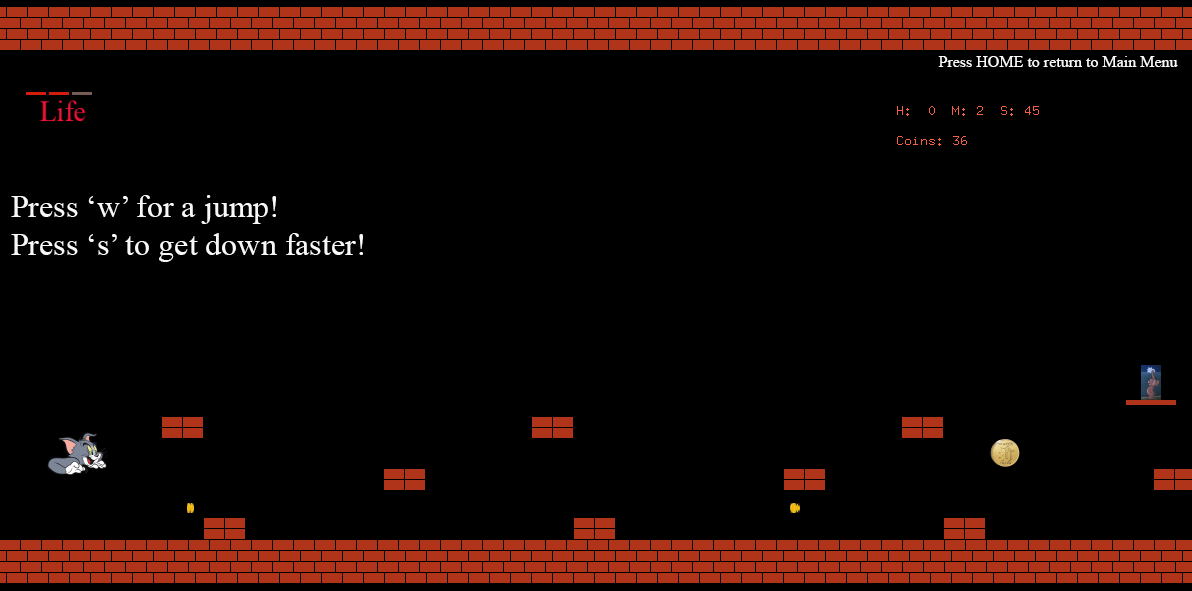 Press HOME to return to Main Menu
Life
H: 0 M: 2 S: 45
Coins: 36
Press ‘w’ for a jump!
Press ‘s’ to get down faster!